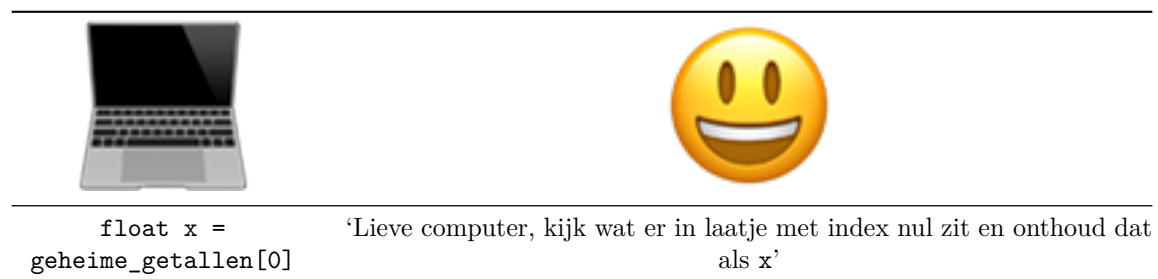 float x =
geheime_getallen[0]
‘Lieve computer, kijk wat er in laatje met index nul zit en onthoud dat
als x’